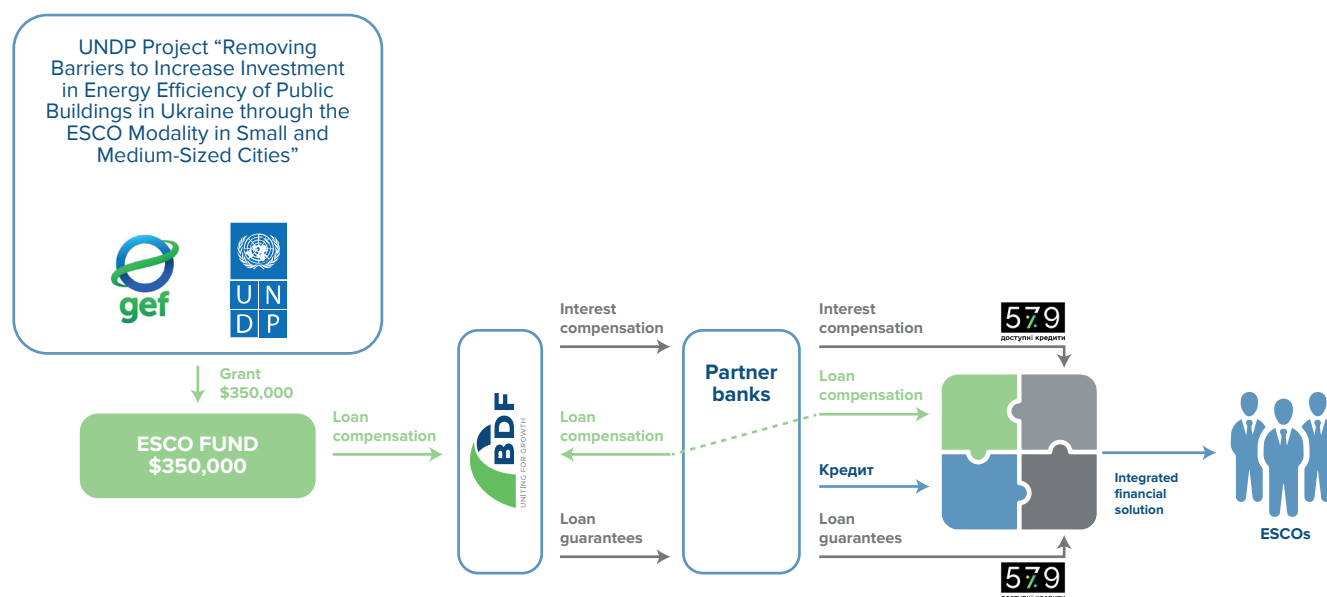 UNDP Project “Removing
Barriers to Increase Investment
in Energy Efficiency of Public
Buildings in Ukraine through the
ESCO Modality in Small and
Medium-Sized Cities”
gef
U N
D P
Grant
$350,000
ESCO FUND
$350,000
Loan
compensation
BDF
UNITING FOR GROWTH
Interest
compensation
Loan
compensation
Loan
guarantees
Partner
banks
Interest
compensation
Loan
compensation
Кредит
Loan
guarantees
5 7 9
доступні кредити
5 7 9
доступні кредити
Integrated
financial
solution
ESCOs